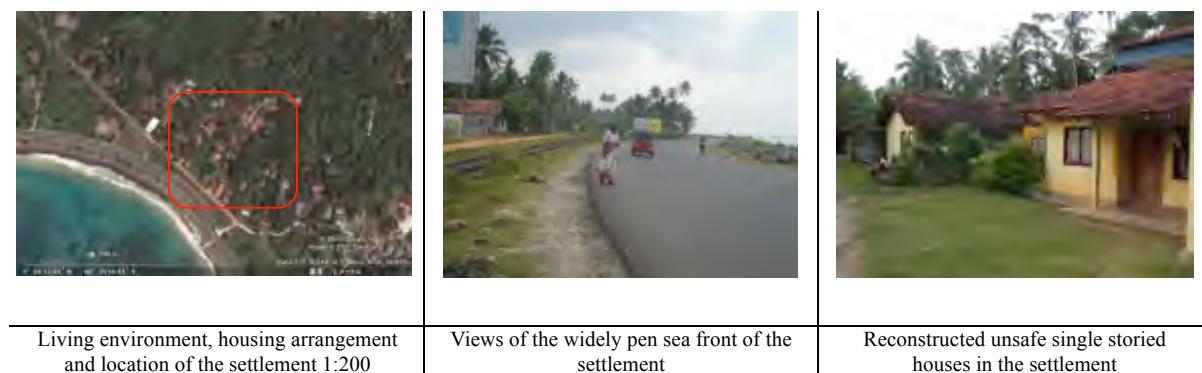 Living environment, housing arrangement
and location of the settlement 1:200
Views of the widely pen sea front of the
settlement
Reconstructed unsafe single storied
houses in the settlement